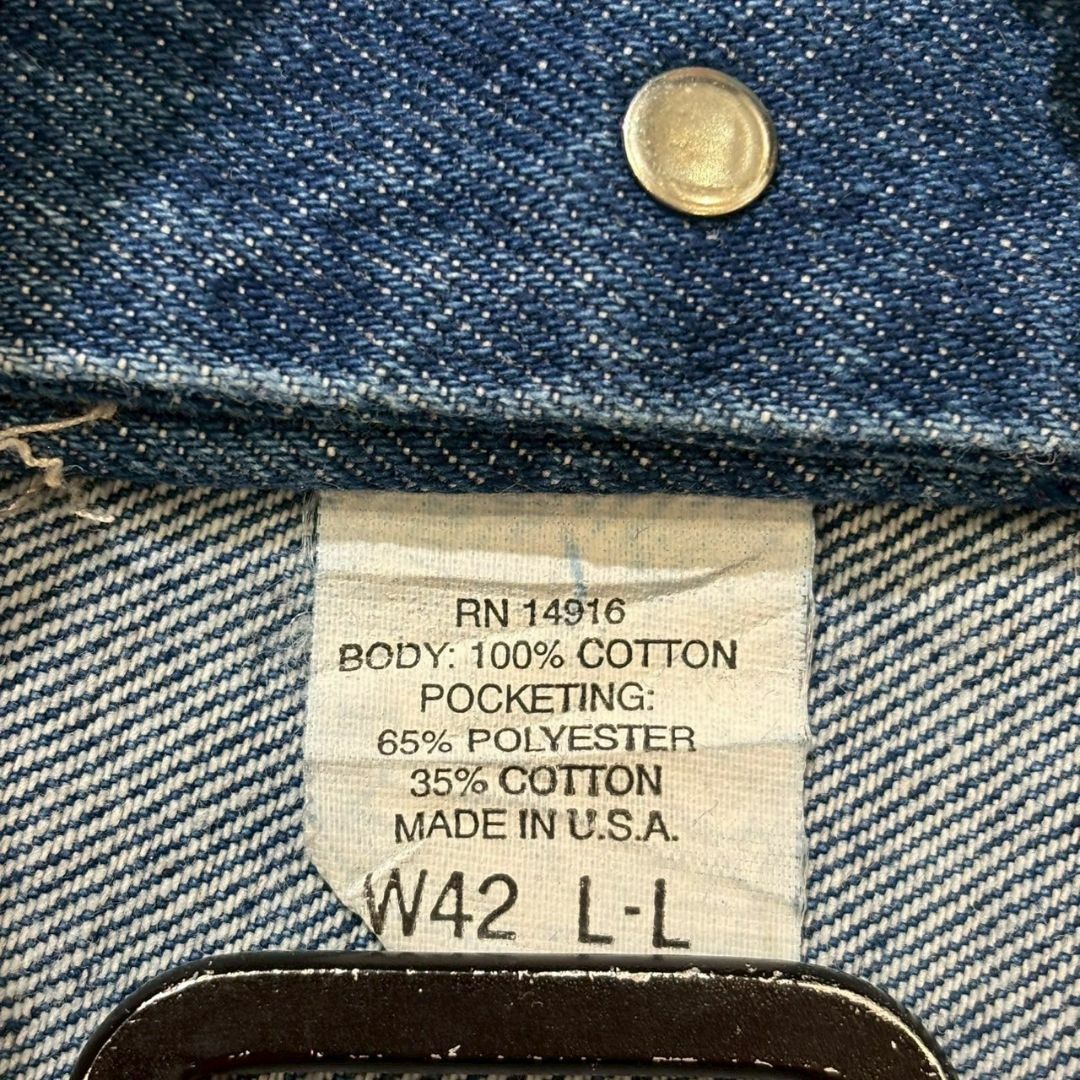 RN 14916
BODY: 100% COTTON
POCKETING:
65% POLYESTER
35% COTTON
MADE IN U.S.A.
W42 L-L